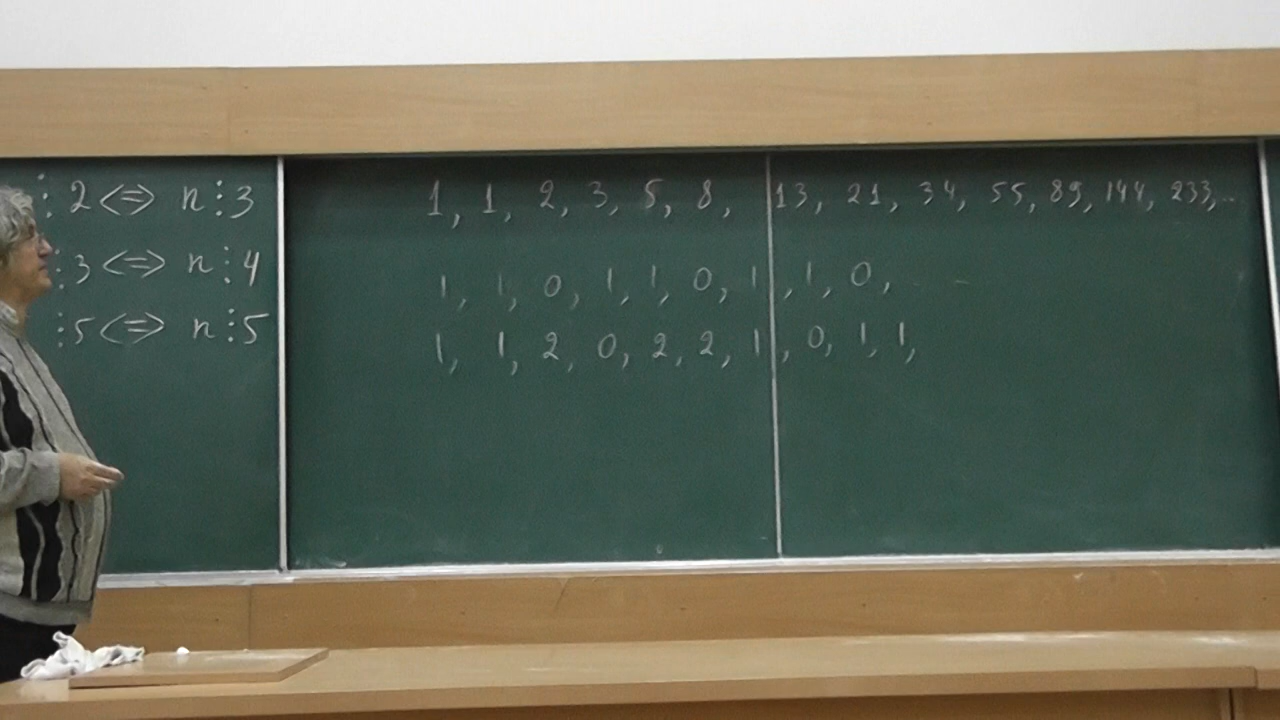 ⋮ 2 <=> n ⋮ 3
⋮ 3 <=> n ⋮ 4
⋮ 5 <=> n ⋮ 5
1, 1, 2, 3, 5, 8, 13, 21, 34, 55, 89, 144, 233, ..
1, 1, 0, 1, 1, 0, 1, 1, 0, . . -
1, 1, 2, 0, 2, 2, 1, 0, 1, 1,